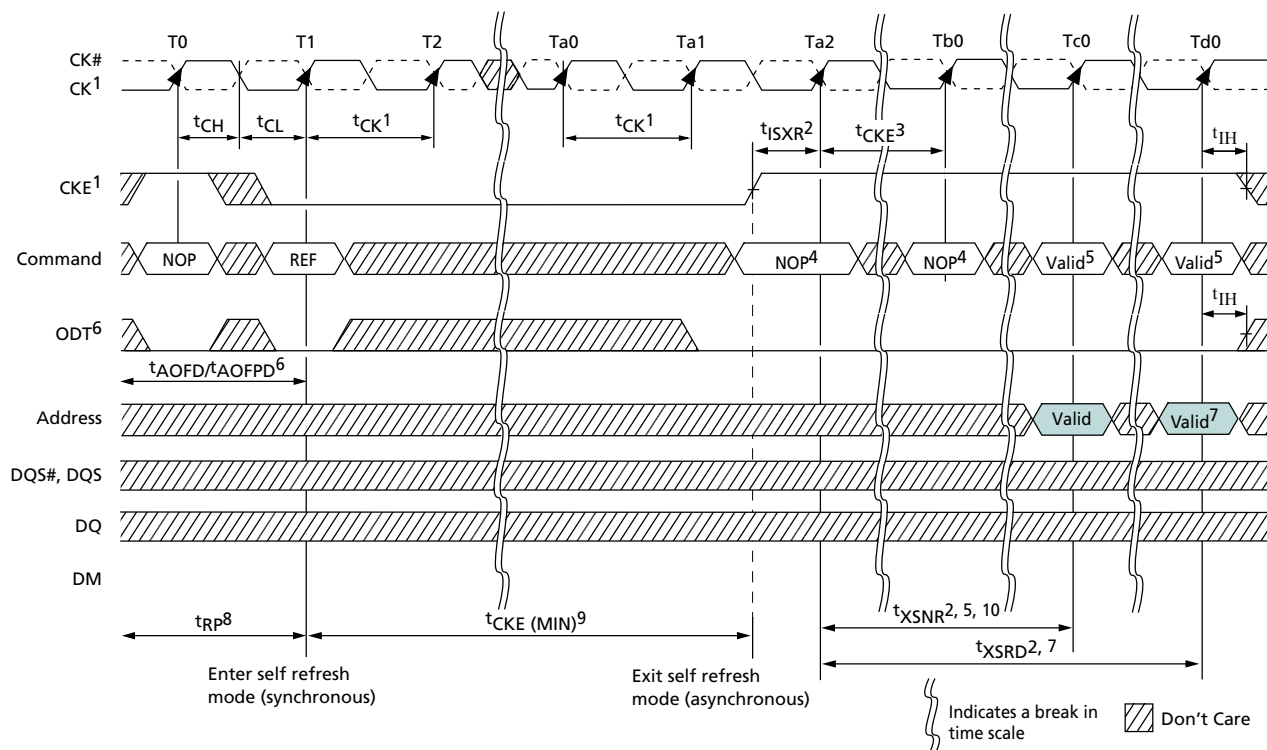 T0 T1 T2 Ta0 Ta1 Ta2 Tb0 Tc0 Td0
CK#
CK1
tCH tCL tCK1 tCK1 tISXR2 tCKE3 tIH
CKE1
Command NOP REF NOP4 NOP4 Valid5 Valid5
tIH
ODT6
tAOFD/tAOFPD6
Address Valid Valid7
DQS#, DQS
DQ
DM
tRP8 tCKE (MIN)9 tXSNR2, 5, 10
tXSRD2, 7
Enter self refresh
mode (synchronous)
Exit self refresh
mode (asynchronous)
Indicates a break in
time scale
Don't Care